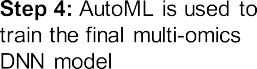 Step 4: AutoML is used to
train the final multi-omics
DNN model